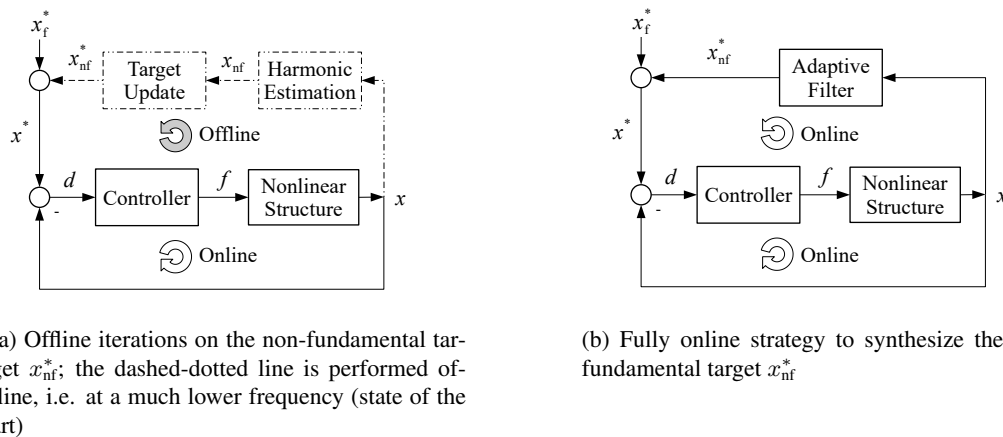 x*f x*f
x*nf xnf x*nf
Target Update Harmonic Estimation Adaptive Filter
x* Offline x* Online
d Controller f Nonlinear Structure x d Controller f Nonlinear Structure x
- -
Online Online
a) Offline iterations on the non-fundamental tar-
get x*nf; the dashed-dotted line is performed of-
line, i.e. at a much lower frequency (state of the
art)
(b) Fully online strategy to synthesize the
fundamental target x*nf